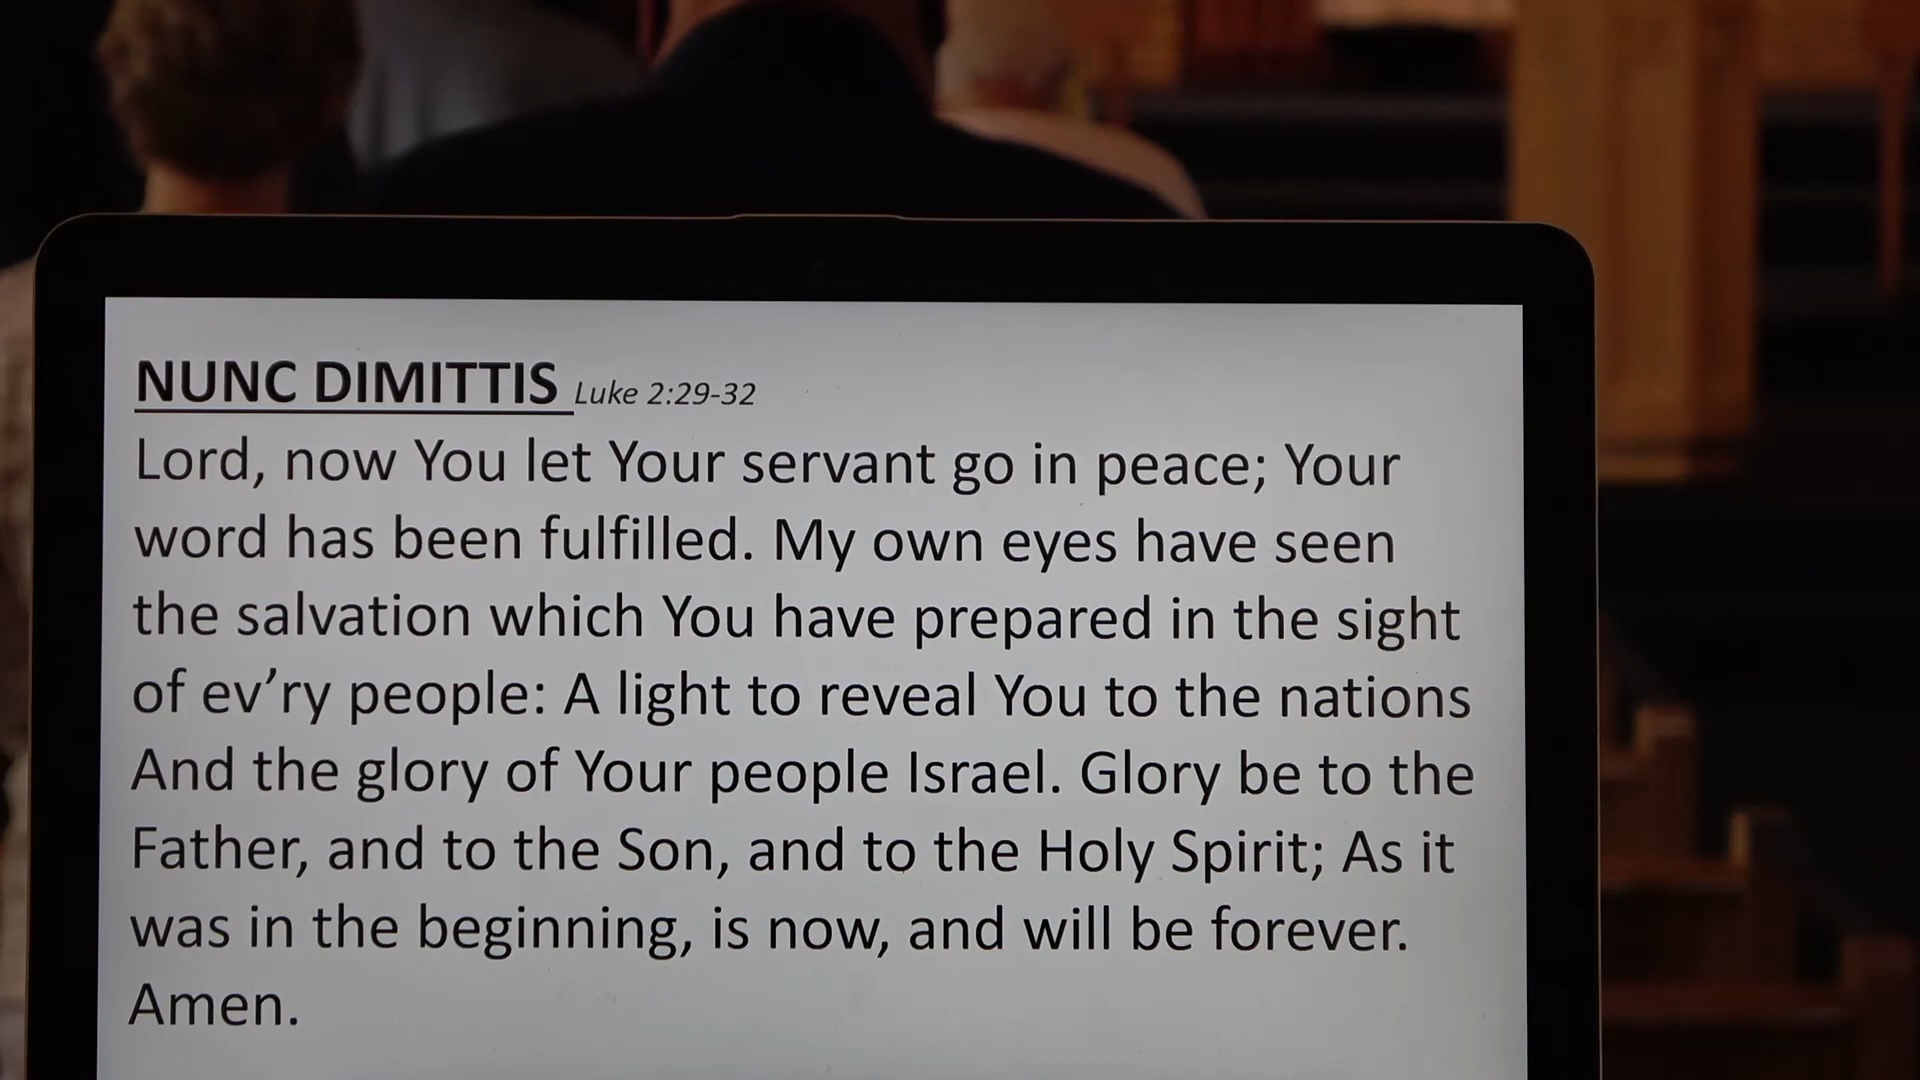 NUNC DIMITTIS Luke 2:29-32
Lord, now You let Your servant go in peace; Your
word has been fulfilled. My own eyes have seen
the salvation which You have prepared in the sight
of ev’ry people: A light to reveal You to the nations
And the glory of Your people Israel. Glory be to the
Father, and to the Son, and to the Holy Spirit; As it
was in the beginning, is now, and will be forever.
Amen.